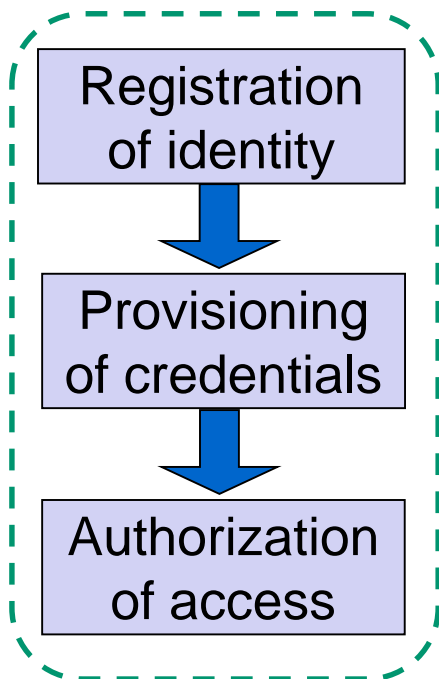 Registration
of identity
Provisioning
of credentials
Authorization
of access